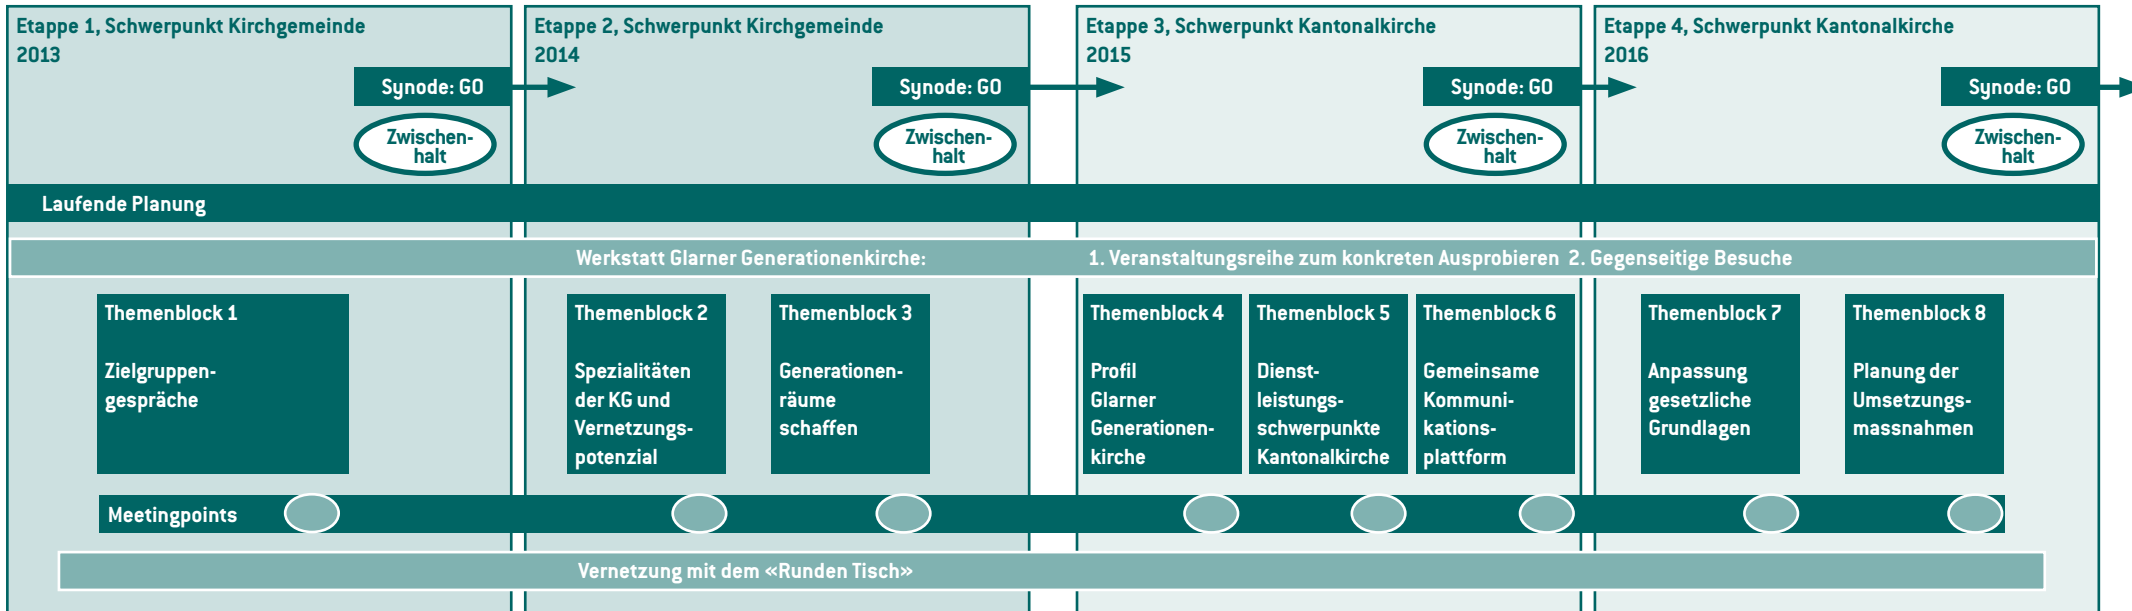 Etappe 1, Schwerpunkt Kirchgemeinde
2013
Synode: GO
Zwischen-
halt
Etappe 2, Schwerpunkt Kirchgemeinde
2014
Synode: GO
Zwischen-
halt
Etappe 3, Schwerpunkt Kantonalkirche
2015
Synode: GO
Zwischen-
halt
Etappe 4, Schwerpunkt Kantonalkirche
2016
Synode: GO
Zwischen-
halt
Laufende Planung
Werkstatt Glarner Generationenkirche: 1. Veranstaltungsreihe zum konkreten Ausprobieren 2. Gegenseitige Besuche
Themenblock 1
Zielgruppen-
gespräche
Themenblock 2
Spezialitäten
der KG und
Vernetzungs-
potenzial
Themenblock 3
Generationen-
räume
schaffen
Themenblock 4
Profil
Glarner
Generationen-
kirche
Themenblock 5
Dienst-
leistungs-
schwerpunkte
Kantonalkirche
Themenblock 6
Gemeinsame
Kommuni-
kations-
plattform
Themenblock 7
Anpassung
gesetzliche
Grundlagen
Themenblock 8
Planung der
Umsetzungs-
massnahmen
Meetingpoints
Vernetzung mit dem «Runden Tisch»